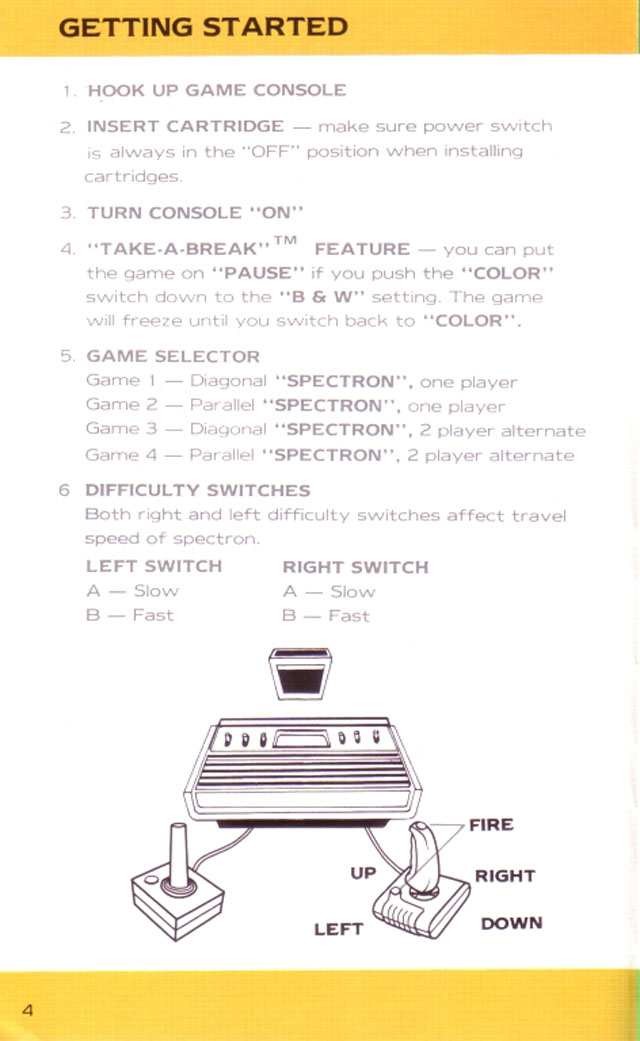 GETTING STARTED
1. HOOK UP GAME CONSOLE
2. INSERT CARTRIDGE — make sure power switch
is always in the "OFF" position when installing
cartridges.
3. TURN CONSOLE "ON"
4. "TAKE-A-BREAK"™ FEATURE — you can put
the game on "PAUSE" if you push the "COLOR"
switch down to the "B & W" setting. The game
will freeze until you switch back to "COLOR".
5. GAME SELECTOR
Game 1 — Diagonal "SPECTRON", one player
Game 2 — Parallel "SPECTRON", one player
Game 3 — Diagonal "SPECTRON", 2 player alternate
Game 4 — Parallel "SPECTRON", 2 player alternate
6 DIFFICULTY SWITCHES
Both right and left difficulty switches affect travel
speed of spectron.
LEFT SWITCH RIGHT SWITCH
A — Slow A — Slow
B — Fast B — Fast
FIRE
UP RIGHT
LEFT DOWN
4